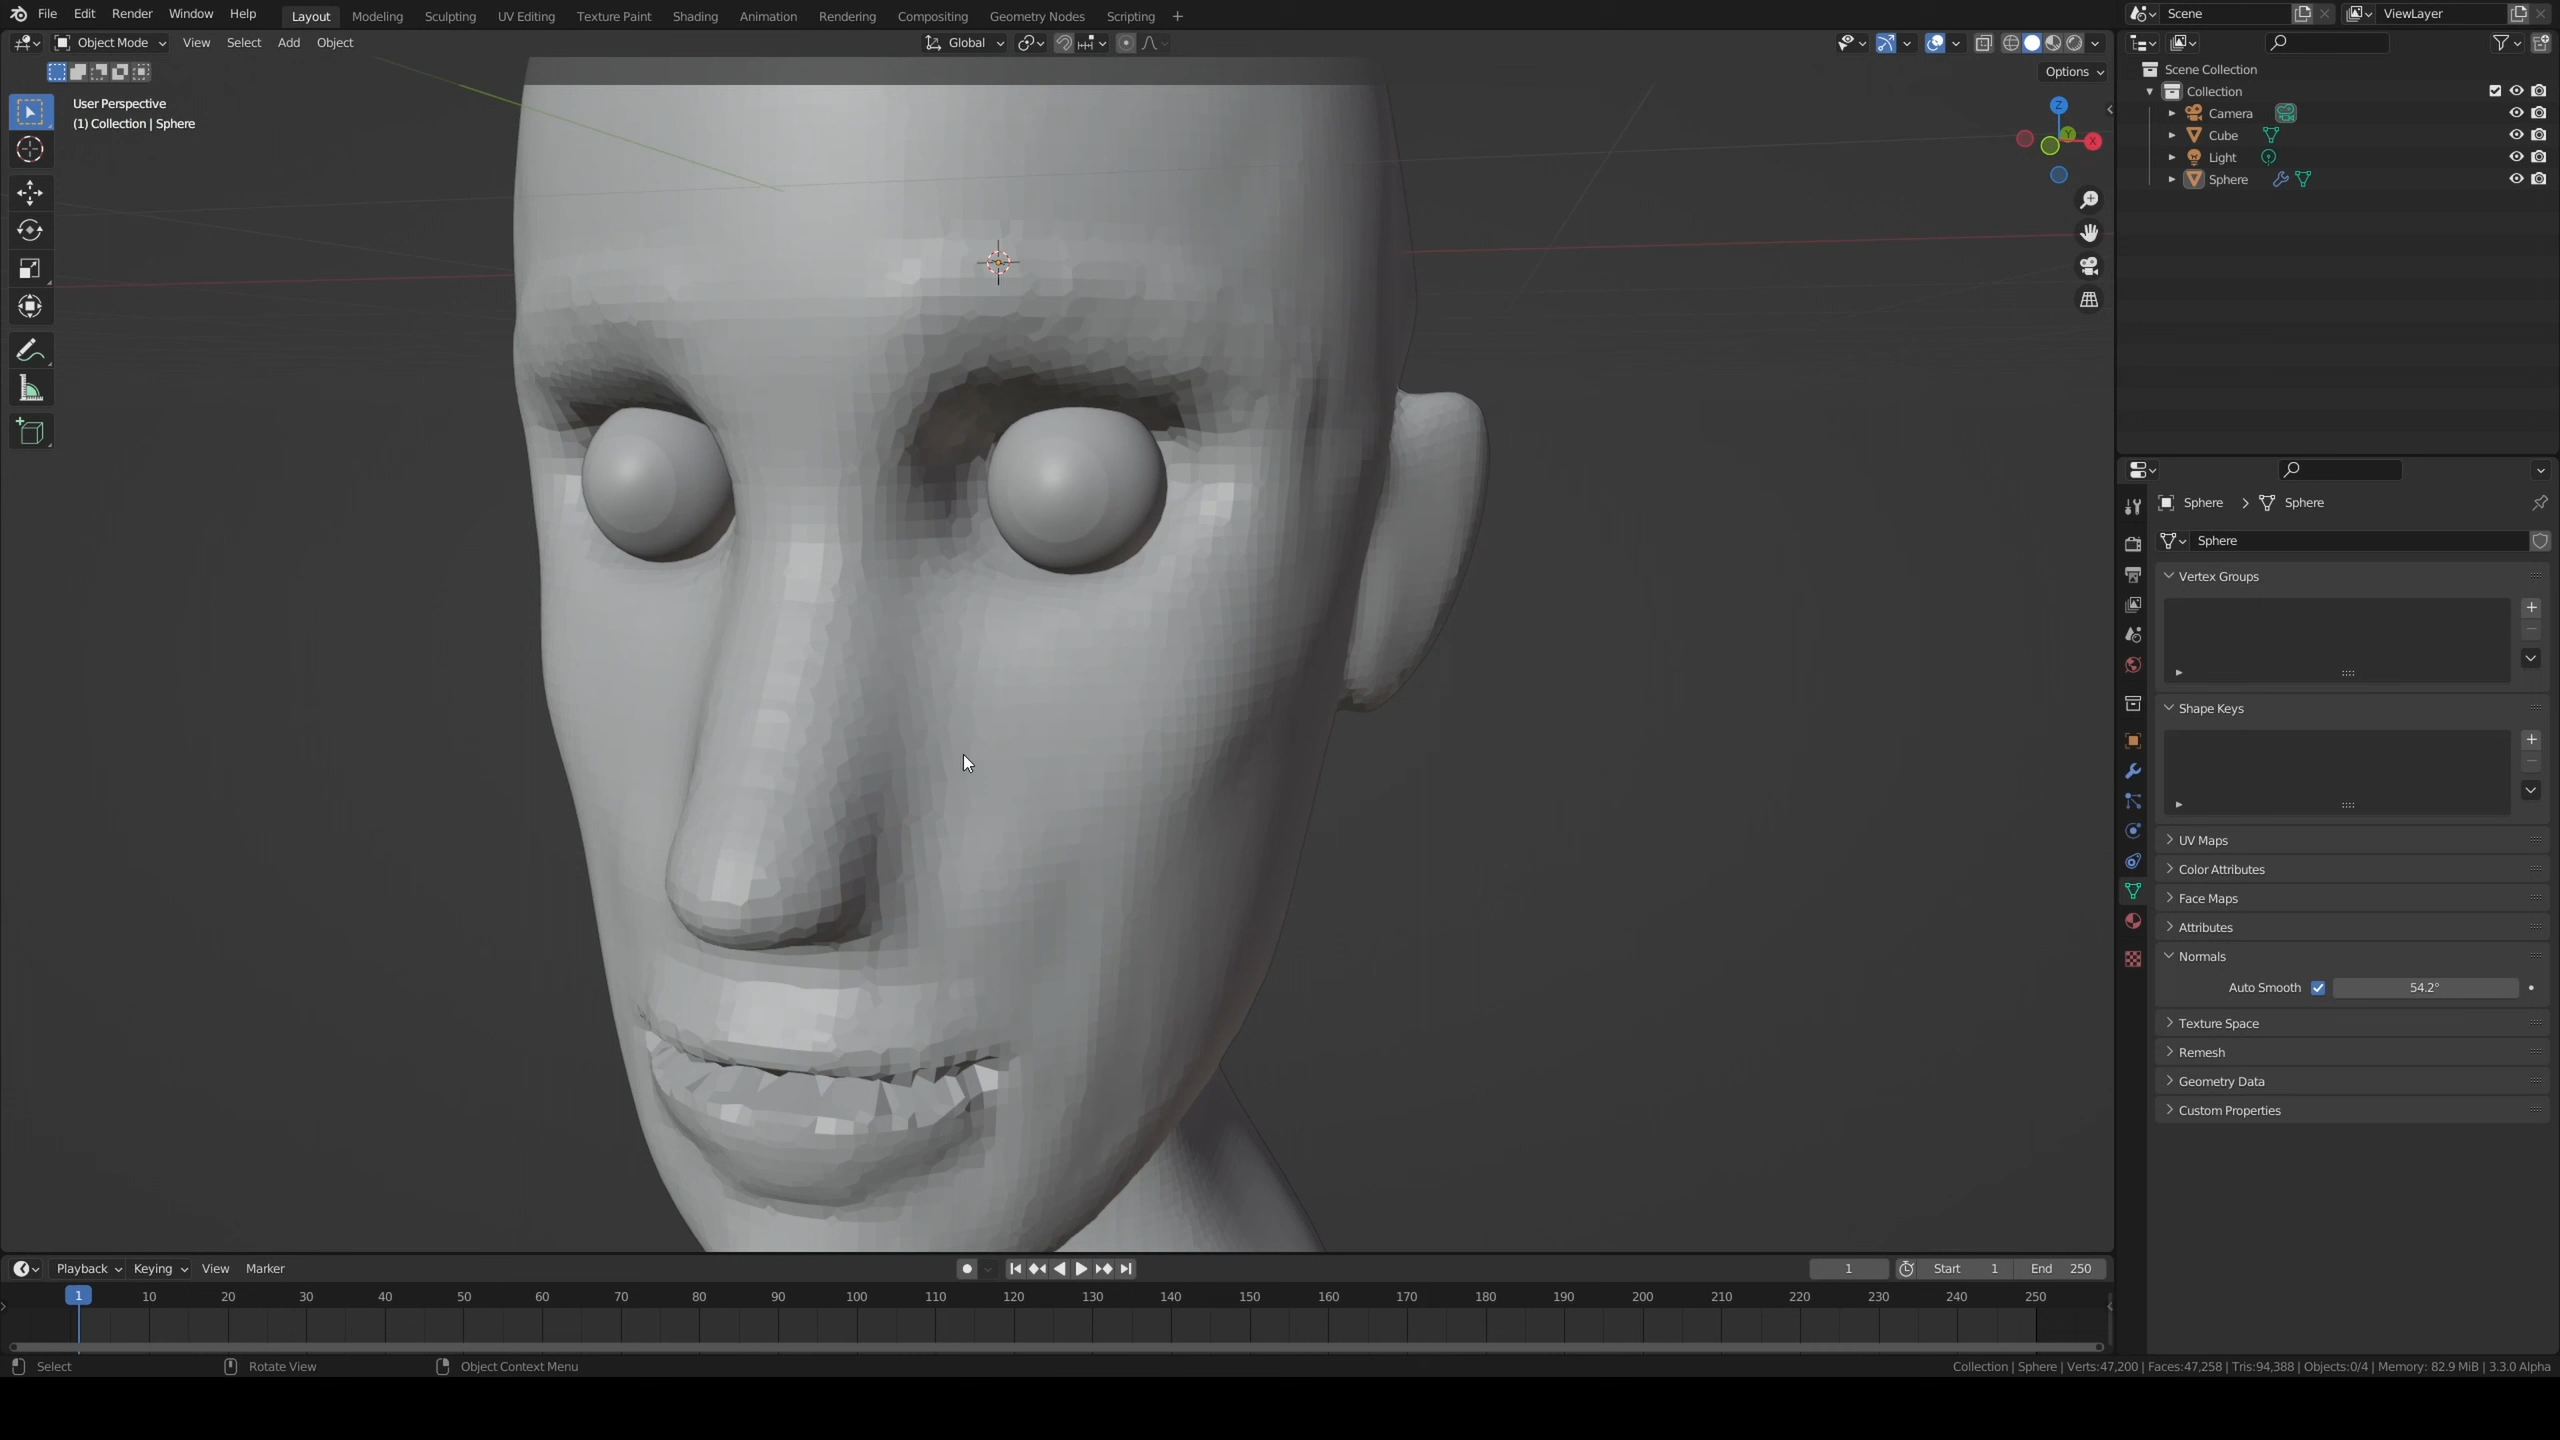 File Edit Render Window Help Layout Modeling Sculpting UV Editing Texture Paint Shading Animation Rendering Compositing Geometry Nodes Scripting + Scene ViewLayer
Object Mode View Select Add Object Global
Options
User Perspective
(1) Collection | Sphere
Z
Y
X
Scene Collection
Collection
Camera
Cube
Light
Sphere
Sphere > Sphere
Sphere
Vertex Groups
Shape Keys
UV Maps
Color Attributes
Face Maps
Attributes
Normals
Auto Smooth 54.2°
Texture Space
Remesh
Geometry Data
Custom Properties
Playback Keying View Marker 1 Start 1 End 250
1 10 20 30 40 50 60 70 80 90 100 110 120 130 140 150 160 170 180 190 200 210 220 230 240 250
Select Rotate View Object Context Menu Collection | Sphere | Verts:47,200 | Faces:47,258 | Tris:94,388 | Objects:0/4 | Memory: 82.9 MiB | 3.3.0 Alpha